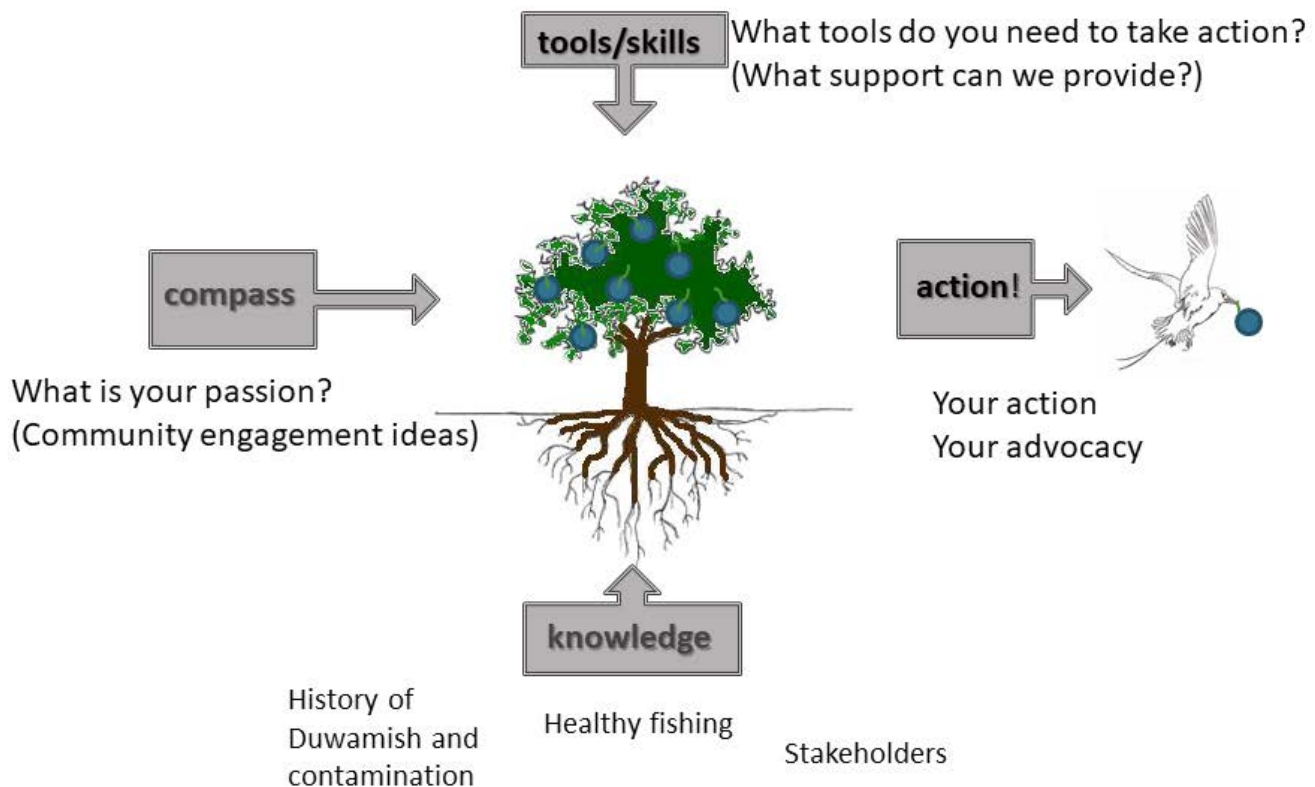 tools/skills
What tools do you need to take action?
(What support can we provide?)
compass
What is your passion?
(Community engagement ideas)
action!
Your action
Your advocacy
knowledge
History of
Duwamish and
contamination
Healthy fishing
Stakeholders